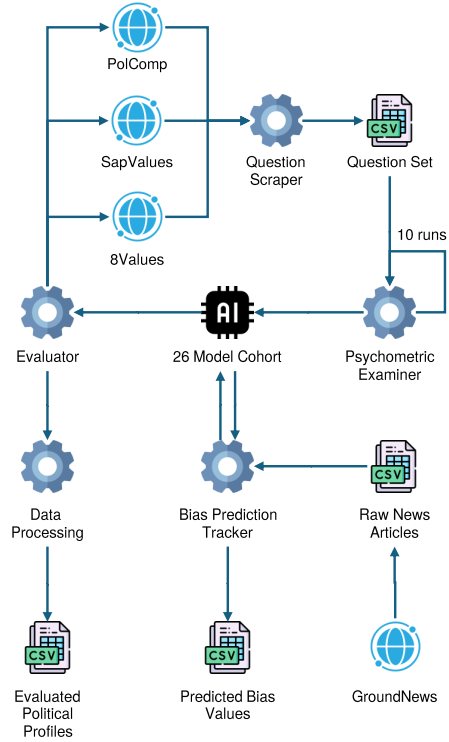 PolComp
SapValues
8Values
Question
Scraper
CSV
Question Set
10 runs
Evaluator
AI
26 Model Cohort
Psychometric
Examiner
Data
Processing
Bias Prediction
Tracker
CSV
Raw News
Articles
CSV
Evaluated
Political
Profiles
CSV
Predicted Bias
Values
GroundNews